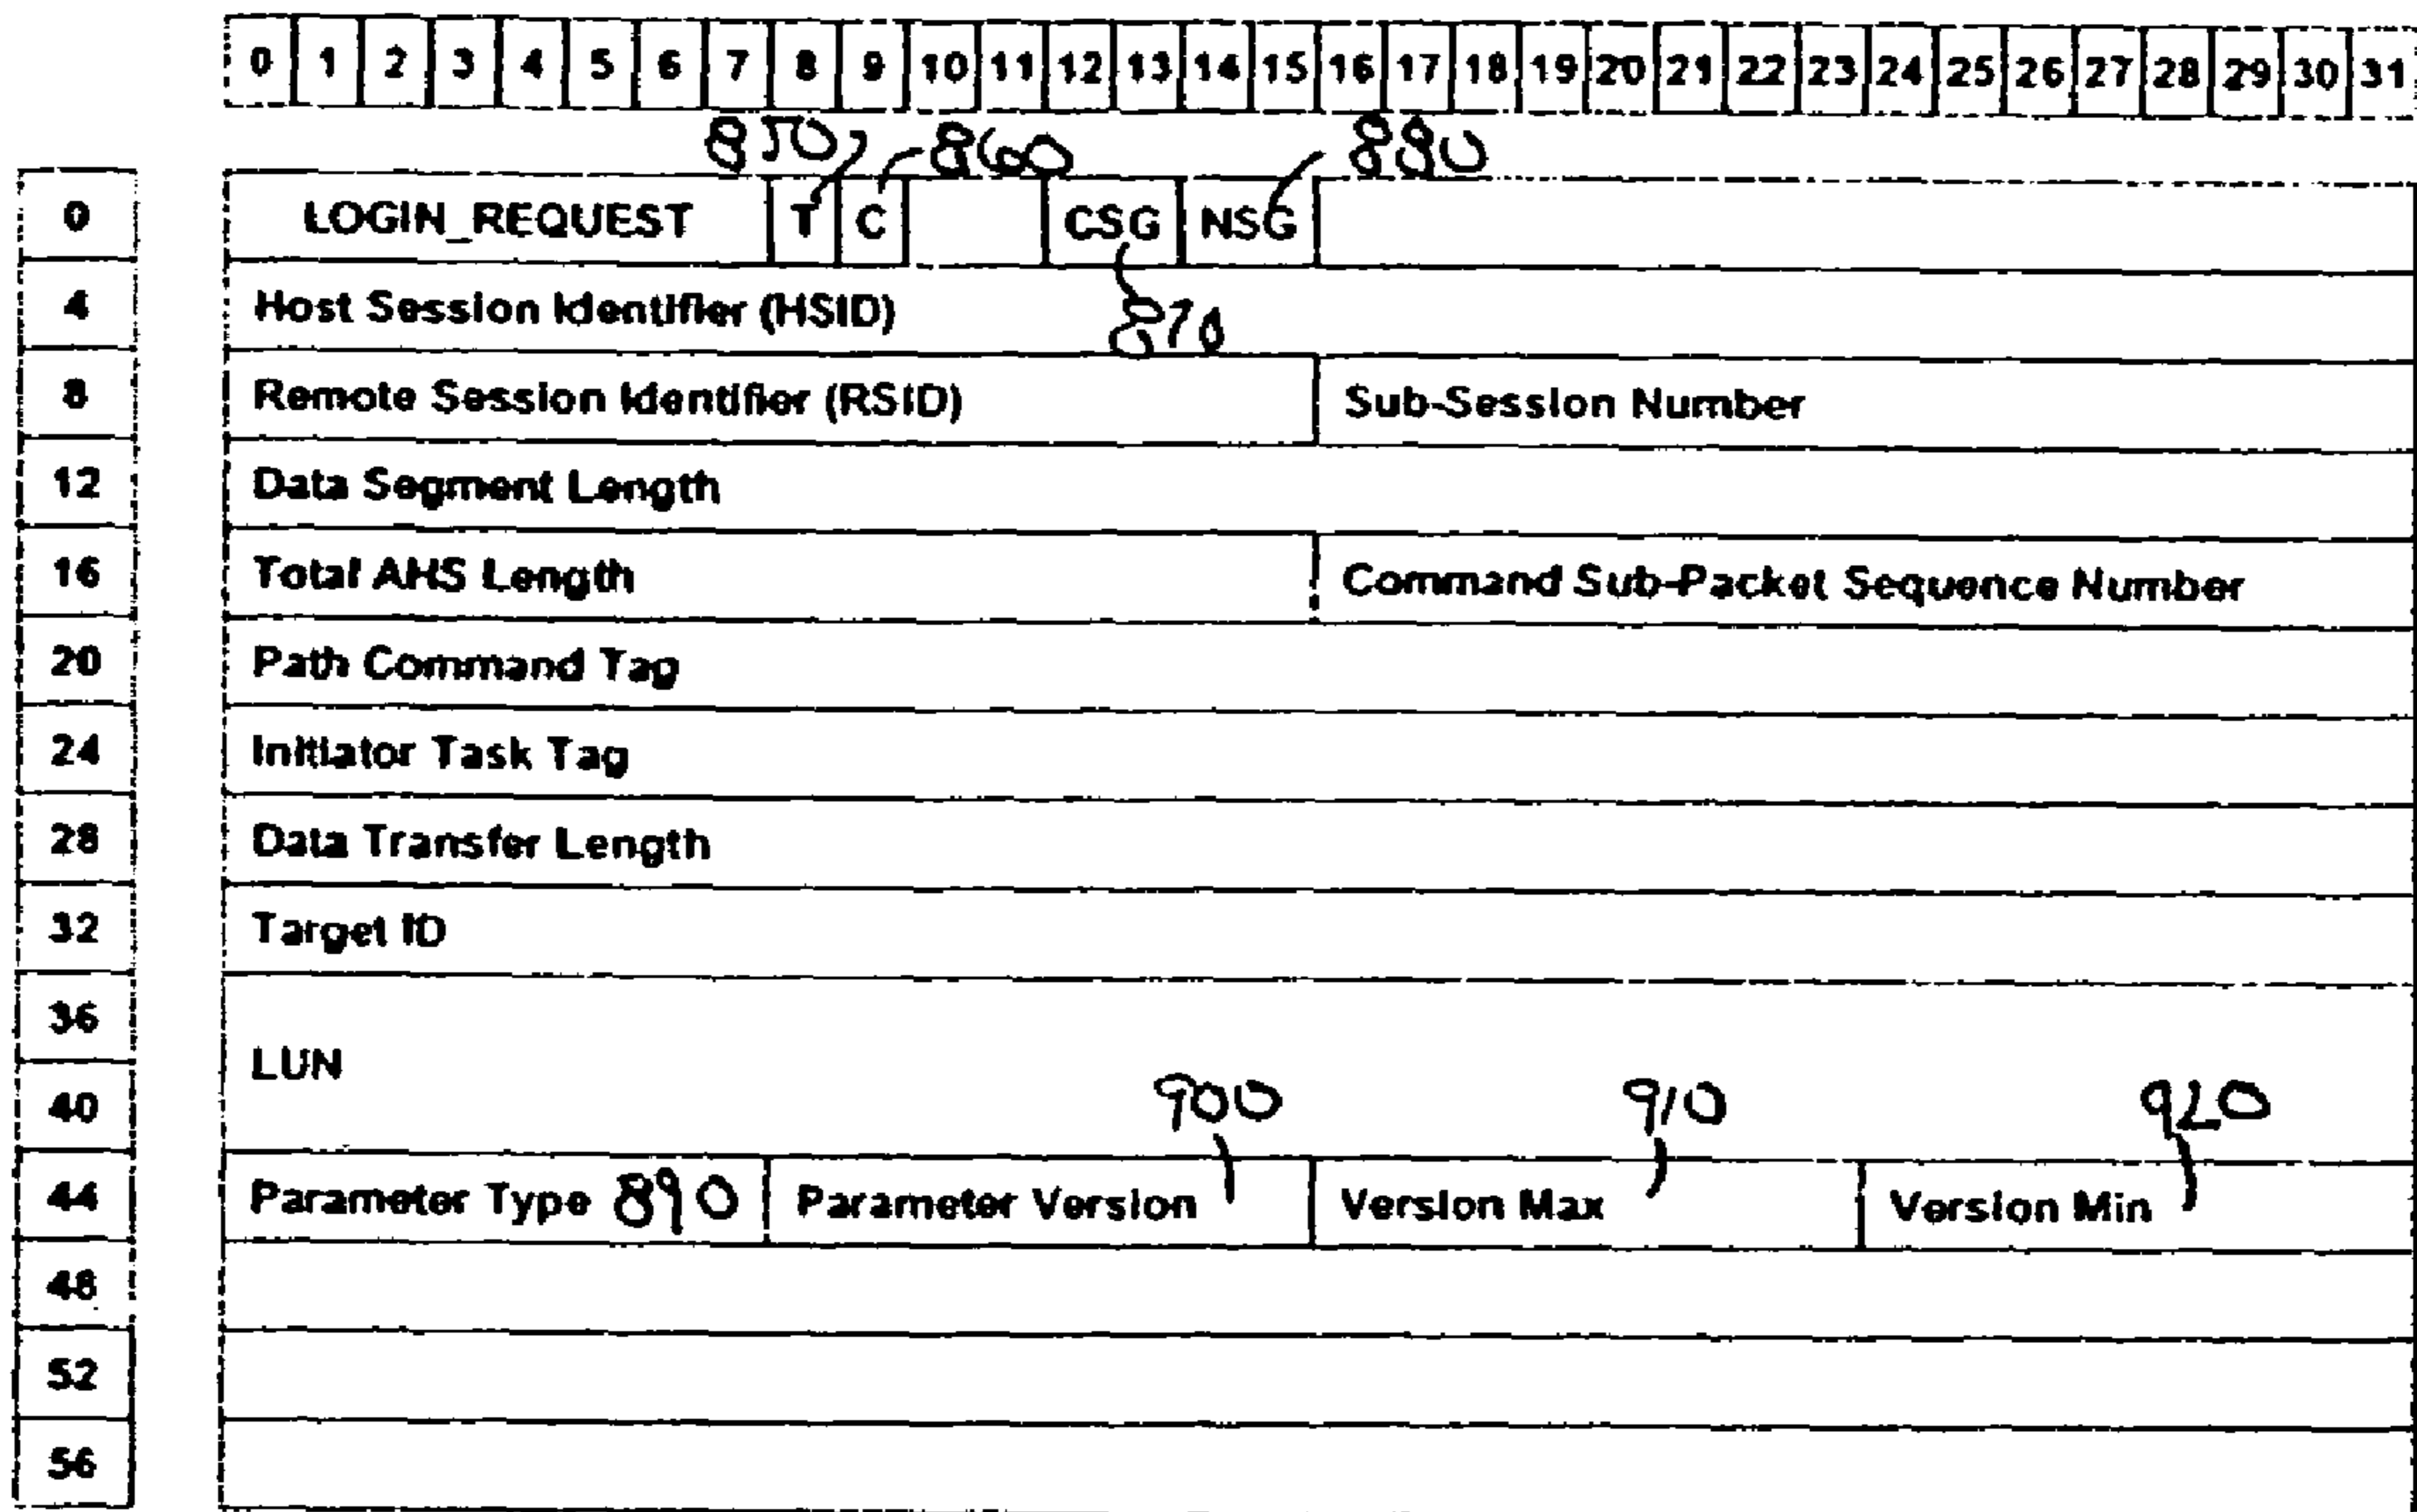 0 1 2 3 4 5 6 7 8 9 10 11 12 13 14 15 16 17 18 19 20 21 22 23 24 25 26 27 28 29 30 31
850 860 880
0 LOGIN_REQUEST T C CSG NSG
4 Host Session Identifier (HSID) 870
8 Remote Session Identifier (RSID) Sub-Session Number
12 Data Segment Length
16 Total AHS Length Command Sub-Packet Sequence Number
20 Path Command Tag
24 Initiator Task Tag
28 Data Transfer Length
32 Target ID
36
LUN
40 900 910 920
44 Parameter Type 890 Parameter Version Version Max Version Min
48
52
56